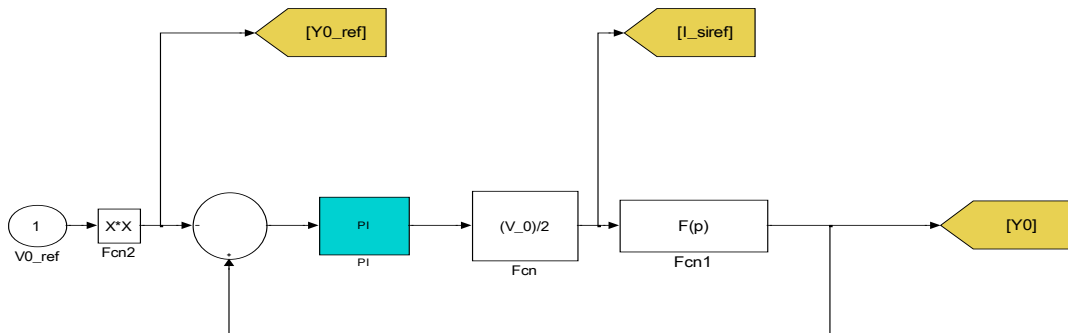 [Y0_ref]
[I_siref]
1
V0_ref
X*X
Fcn2
PI
PI
(V_0)/2
Fcn
F(p)
Fcn1
[Y0]